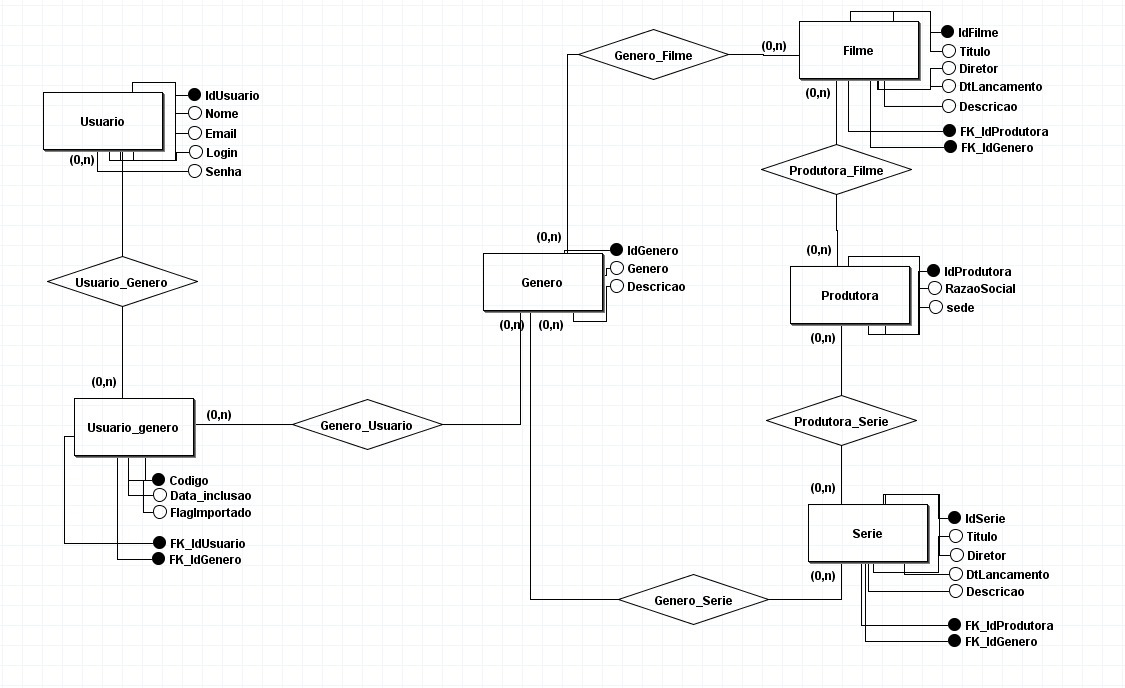 Usuario
IdUsuario
Nome
Email
Login
Senha
(0,n)
Usuario_Genero
(0,n)
Usuario_genero
(0,n)
Codigo
Data_inclusao
FlagImportado
FK_IdUsuario
FK_IdGenero
Genero_Usuario
Genero_Filme
(0,n)
(0,n)
Genero
IdGenero
Genero
Descricao
(0,n)
(0,n)
Genero_Serie
Filme
IdFilme
Titulo
Diretor
DtLancamento
Descricao
FK_IdProdutora
FK_IdGenero
(0,n)
Produtora_Filme
(0,n)
Produtora
IdProdutora
RazaoSocial
sede
(0,n)
Produtora_Serie
(0,n)
Serie
IdSerie
Titulo
Diretor
DtLancamento
Descricao
FK_IdProdutora
FK_IdGenero
(0,n)